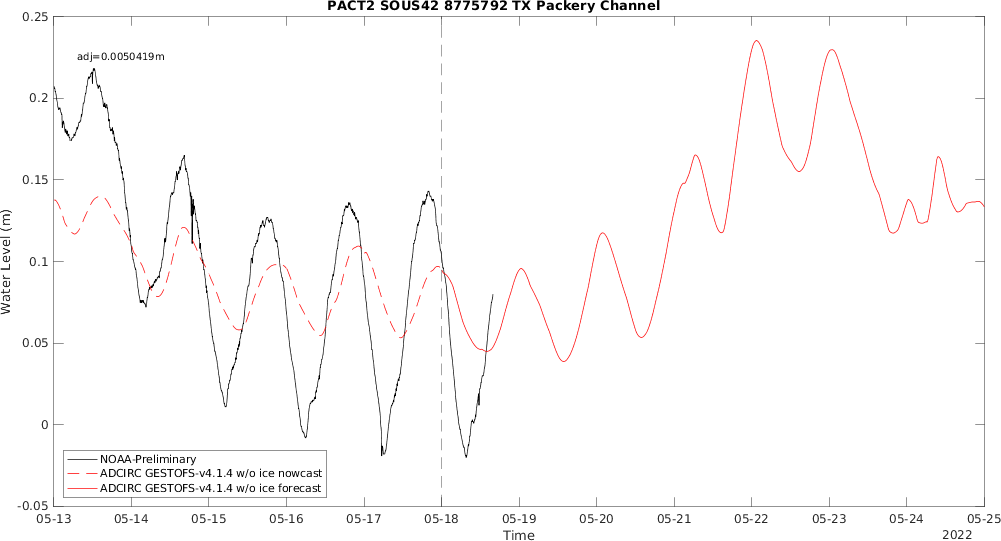 PACT2 SOUS42 8775792 TX Packery Channel
adj=0.0050419m
0.25
0.2
0.15
0.1
0.05
0
-0.05
Water Level (m)
NOAA-Preliminary
ADCIRC GESTOFS-v4.1.4 w/o ice nowcast
ADCIRC GESTOFS-v4.1.4 w/o ice forecast
05-13 05-14 05-15 05-16 05-17 05-18 05-19 05-20 05-21 05-22 05-23 05-24 05-25
Time
2022